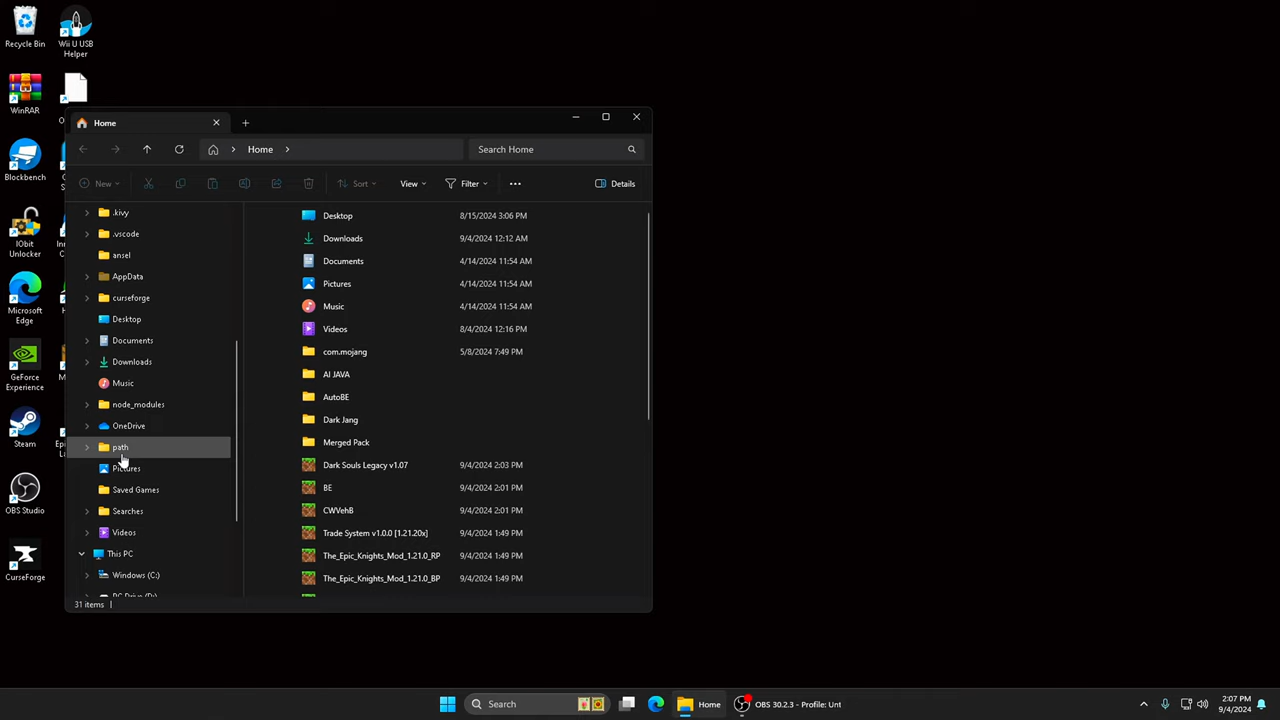 Recycle Bin
Wii U USB
Helper
WinRAR
Blockbench
IObit
Unlocker
Microsoft
Edge
GeForce
Experience
Steam
OBS Studio
CurseForge
Home
Home
Search Home
New
Sort
View
Filter
Details
.kivy
.vscode
ansel
AppData
curseforge
Desktop
Documents
Downloads
Music
node_modules
OneDrive
path
Pictures
Saved Games
Searches
Videos
This PC
Windows (C:)
PC Drive (D:)
Desktop 8/15/2024 3:06 PM
Downloads 9/4/2024 12:12 AM
Documents 4/14/2024 11:54 AM
Pictures 4/14/2024 11:54 AM
Music 4/14/2024 11:54 AM
Videos 8/4/2024 12:16 PM
com.mojang 5/8/2024 7:49 PM
AI JAVA
AutoBE
Dark Jang
Merged Pack
Dark Souls Legacy v1.07 9/4/2024 2:03 PM
BE 9/4/2024 2:01 PM
CWVehB 9/4/2024 2:01 PM
Trade System v1.0.0 [1.21.20x] 9/4/2024 1:49 PM
The_Epic_Knights_Mod_1.21.0_RP 9/4/2024 1:49 PM
The_Epic_Knights_Mod_1.21.0_BP 9/4/2024 1:49 PM
31 items
Search
Home
OBS 30.2.3 - Profile: Unt
2:07 PM
9/4/2024